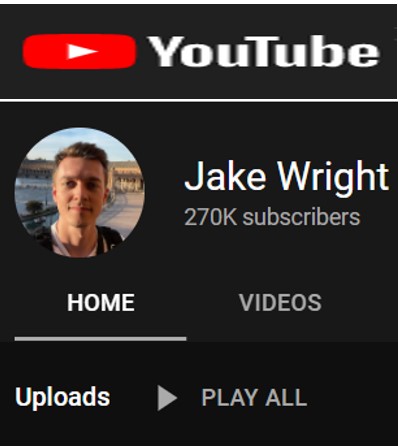 YouTube
Jake Wright
270K subscribers
HOME VIDEOS
Uploads PLAY ALL